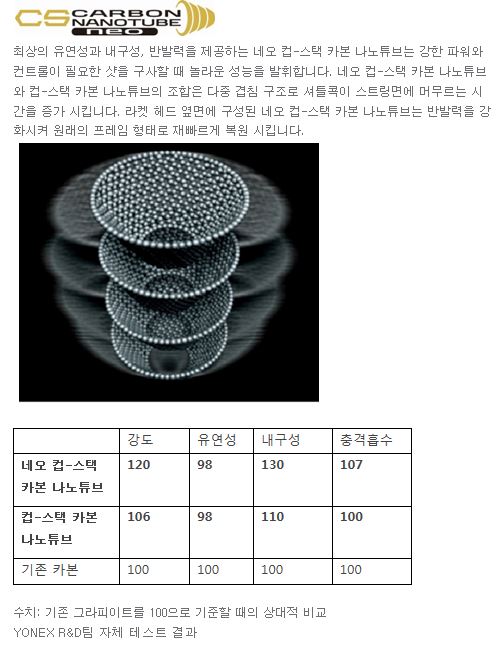 CS CARBON
NANOTUBE
neo
최상의 유연성과 내구성, 반발력을 제공하는 네오 컵-스택 카본 나노튜브는 강한 파워와
컨트롤이 필요한 샷을 구사할 때 놀라운 성능을 발휘합니다. 네오 컵-스택 카본 나노튜브
와 컵-스택 카본 나노튜브의 조합은 다중 겹침 구조로 셔틀콕이 스트링면에 머무르는 시
간을 증가 시킵니다. 라켓 헤드 옆면에 구성된 네오 컵-스택 카본 나노튜브는 반발력을 강
화시켜 원래의 프레임 형태로 재빠르게 복원 시킵니다.
강도 유연성 내구성 충격흡수
네오 컵-스택 120 98 130 107
카본 나노튜브
컵-스택 카본 106 98 110 100
나노튜브
기존 카본 100 100 100 100
수치: 기존 그라피이트를 100으로 기준할 때의 상대적 비교
YONEX R&D팀 자체 테스트 결과